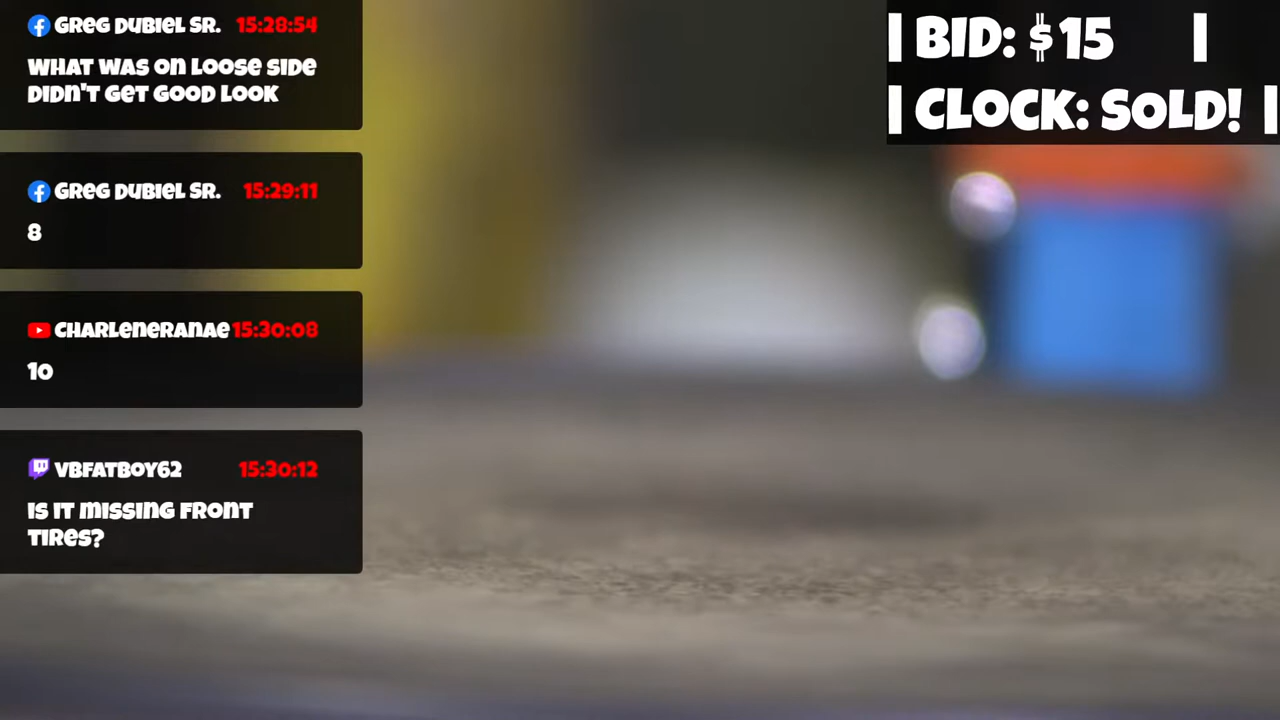 Greg Dubiel Sr. 15:28:54
What was on loose side
didn't get good look
Greg Dubiel Sr. 15:29:11
8
charleneranae 15:30:08
10
vbfatboy62 15:30:12
Is it missing front
tires?
| BID: $15 |
| CLOCK: SOLD! |